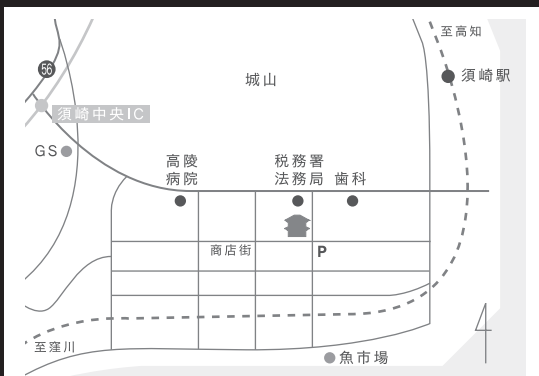 至高知
56
須崎駅
城山
須崎中央IC
GS
高陵
病院
税務署
法務局
歯科
商店街
P
至窪川
魚市場